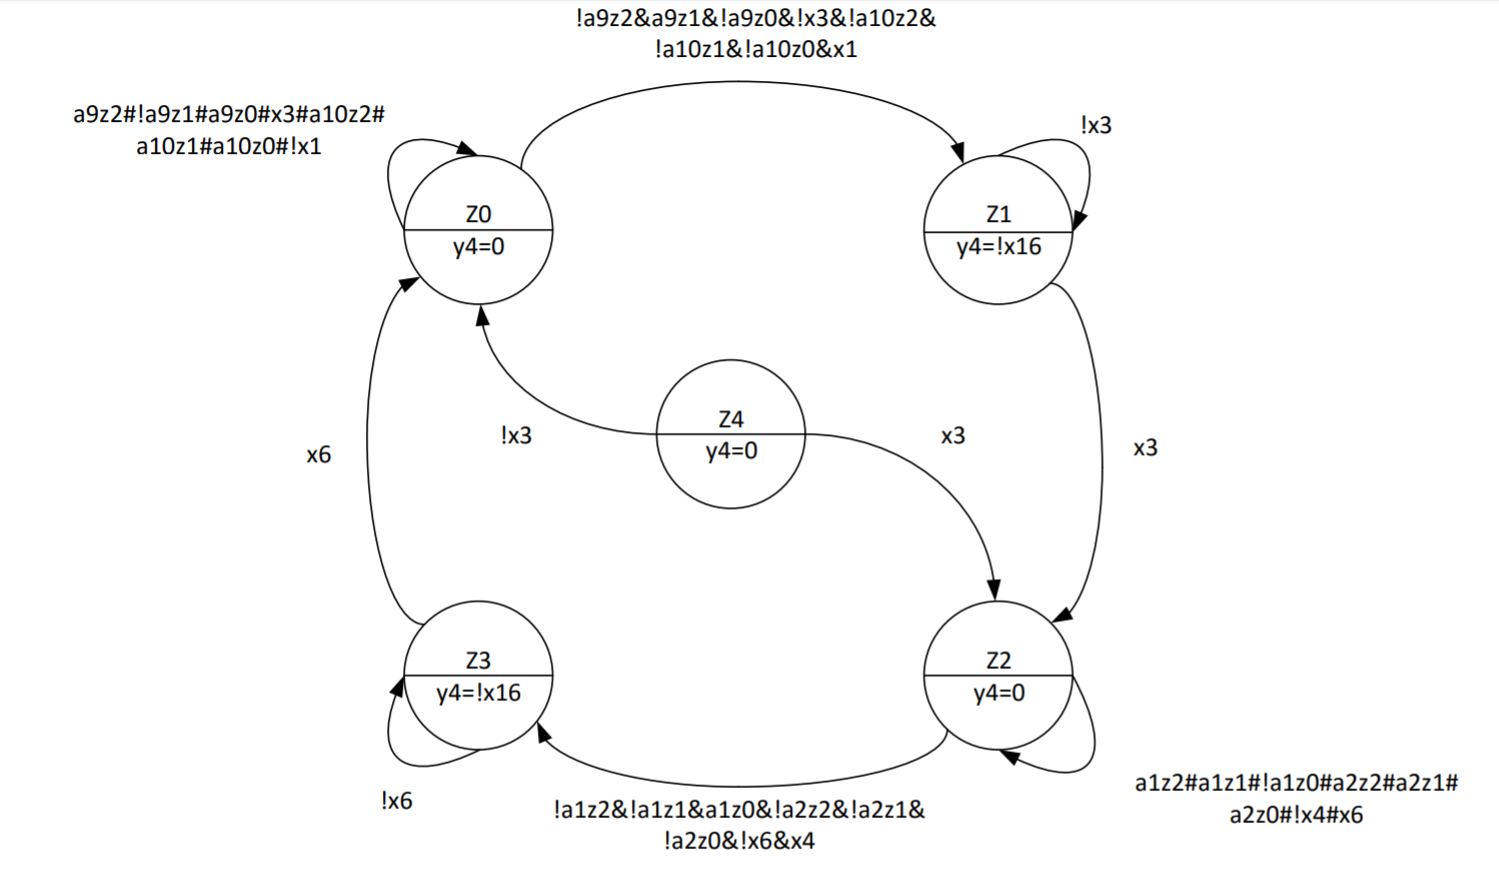 !a9z2&a9z1&!a9z0&!x3&!a10z2&
!a10z1&!a10z0&x1
a9z2#!a9z1#a9z0#x3#a10z2#
a10z1#a10z0#!x1
!x3
Z0
y4=0
Z1
y4=!x16
Z4
y4=0
!x3
x3
x6
x3
Z3
y4=!x16
Z2
y4=0
!x6
!a1z2&!a1z1&a1z0&!a2z2&!a2z1&
!a2z0&!x6&x4
a1z2#a1z1#!a1z0#a2z2#a2z1#
a2z0#!x4#x6